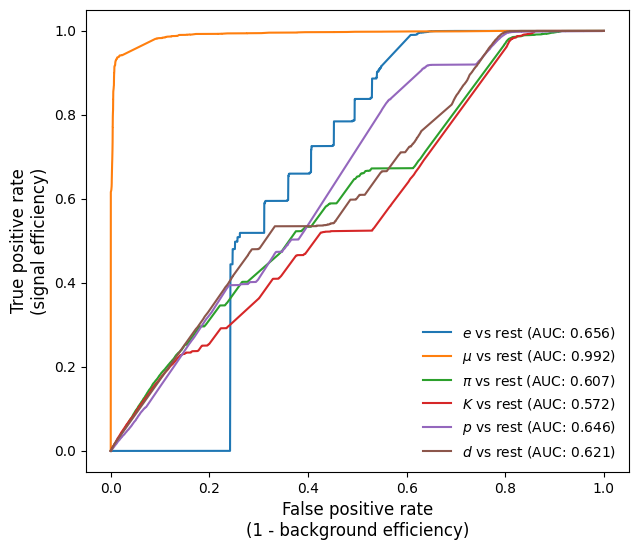 1.0
0.8
0.6
0.4
0.2
0.0
True positive rate
(signal efficiency)
0.0 0.2 0.4 0.6 0.8 1.0
False positive rate
(1 - background efficiency)
e vs rest (AUC: 0.656)
μ vs rest (AUC: 0.992)
π vs rest (AUC: 0.607)
K vs rest (AUC: 0.572)
p vs rest (AUC: 0.646)
d vs rest (AUC: 0.621)